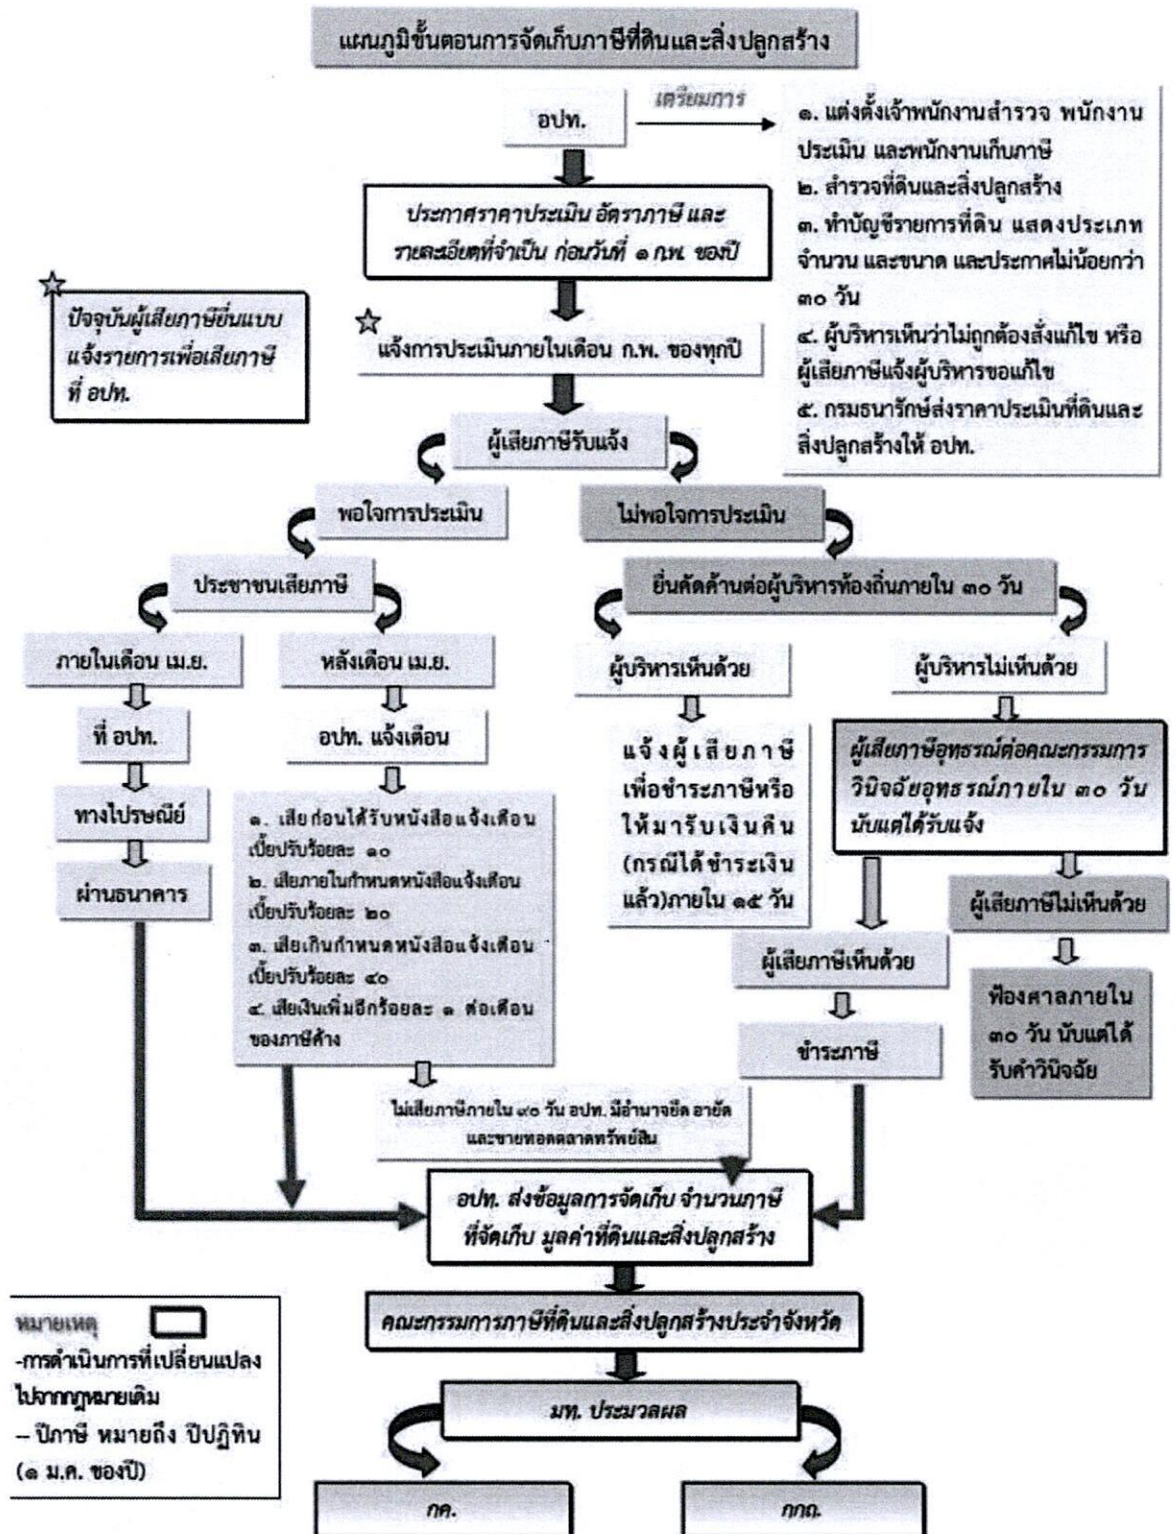 แผนภูมิขั้นตอนการจัดเก็บภาษีที่ดินและสิ่งปลูกสร้าง
อปท.
เตรียมการ
๑. แต่งตั้งเจ้าพนักงานสำรวจ พนักงาน
ประเมิน และพนักงานเก็บภาษี
๒. สำรวจที่ดินและสิ่งปลูกสร้าง
๓. ทำบัญชีรายการที่ดิน แสดงประเภท
จำนวน และขนาด และประกาศไม่น้อยกว่า
๓๐ วัน
๔. ผู้บริหารเห็นว่าไม่ถูกต้องสั่งแก้ไข หรือ
ผู้เสียภาษีแจ้งผู้บริหารขอแก้ไข
๕. กรมธนารักษ์ส่งราคาประเมินที่ดินและ
สิ่งปลูกสร้างให้ อปท.
ประกาศราคาประเมิน อัตราภาษี และ
รายละเอียดที่จำเป็น ก่อนวันที่ ๑ ก.พ. ของปี
ปัจจุบันผู้เสียภาษียื่นแบบ
แจ้งรายการเพื่อเสียภาษี
ที่ อปท.
แจ้งการประเมินภายในเดือน ก.พ. ของทุกปี
ผู้เสียภาษีรับแจ้ง
พอใจการประเมิน
ไม่พอใจการประเมิน
ประชาชนเสียภาษี
ยื่นคัดค้านต่อผู้บริหารท้องถิ่นภายใน ๓๐ วัน
ภายในเดือน เม.ย.
หลังเดือน เม.ย.
ผู้บริหารเห็นด้วย
ผู้บริหารไม่เห็นด้วย
ที่ อปท.
อปท. แจ้งเตือน
แจ้งผู้เสียภาษี
เพื่อชำระภาษีหรือ
ให้มารับเงินคืน
(กรณีได้ชำระเงิน
แล้ว)ภายใน ๑๕ วัน
ผู้เสียภาษีอุทธรณ์ต่อคณะกรรมการ
วินิจฉัยอุทธรณ์ภายใน ๓๐ วัน
นับแต่ได้รับแจ้ง
ทางไปรษณีย์
ผ่านธนาคาร
๑. เสียก่อนได้รับหนังสือแจ้งเตือน
เบี้ยปรับร้อยละ ๑๐
๒. เสียภายในกำหนดหนังสือแจ้งเตือน
เบี้ยปรับร้อยละ ๒๐
๓. เสียเกินกำหนดหนังสือแจ้งเตือน
เบี้ยปรับร้อยละ ๔๐
๔. เสียเงินเพิ่มอีกร้อยละ ๑ ต่อเดือน
ของภาษีค้าง
ผู้เสียภาษีไม่เห็นด้วย
ผู้เสียภาษีเห็นด้วย
ฟ้องศาลภายใน
๓๐ วัน นับแต่ได้
รับคำวินิจฉัย
ชำระภาษี
ไม่เสียภาษีภายใน ๙๐ วัน อปท. มีอำนาจยึด อายัด
และขายทอดตลาดทรัพย์สิน
อปท. ส่งข้อมูลการจัดเก็บ จำนวนภาษี
ที่จัดเก็บ มูลค่าที่ดินและสิ่งปลูกสร้าง
คณะกรรมการภาษีที่ดินและสิ่งปลูกสร้างประจำจังหวัด
มท. ประมวลผล
กค.
กกถ.
หมายเหตุ
-การดำเนินการที่เปลี่ยนแปลง
ไปจากกฎหมายเดิม
– ปีภาษี หมายถึง ปีปฏิทิน
(๑ ม.ค. ของปี)